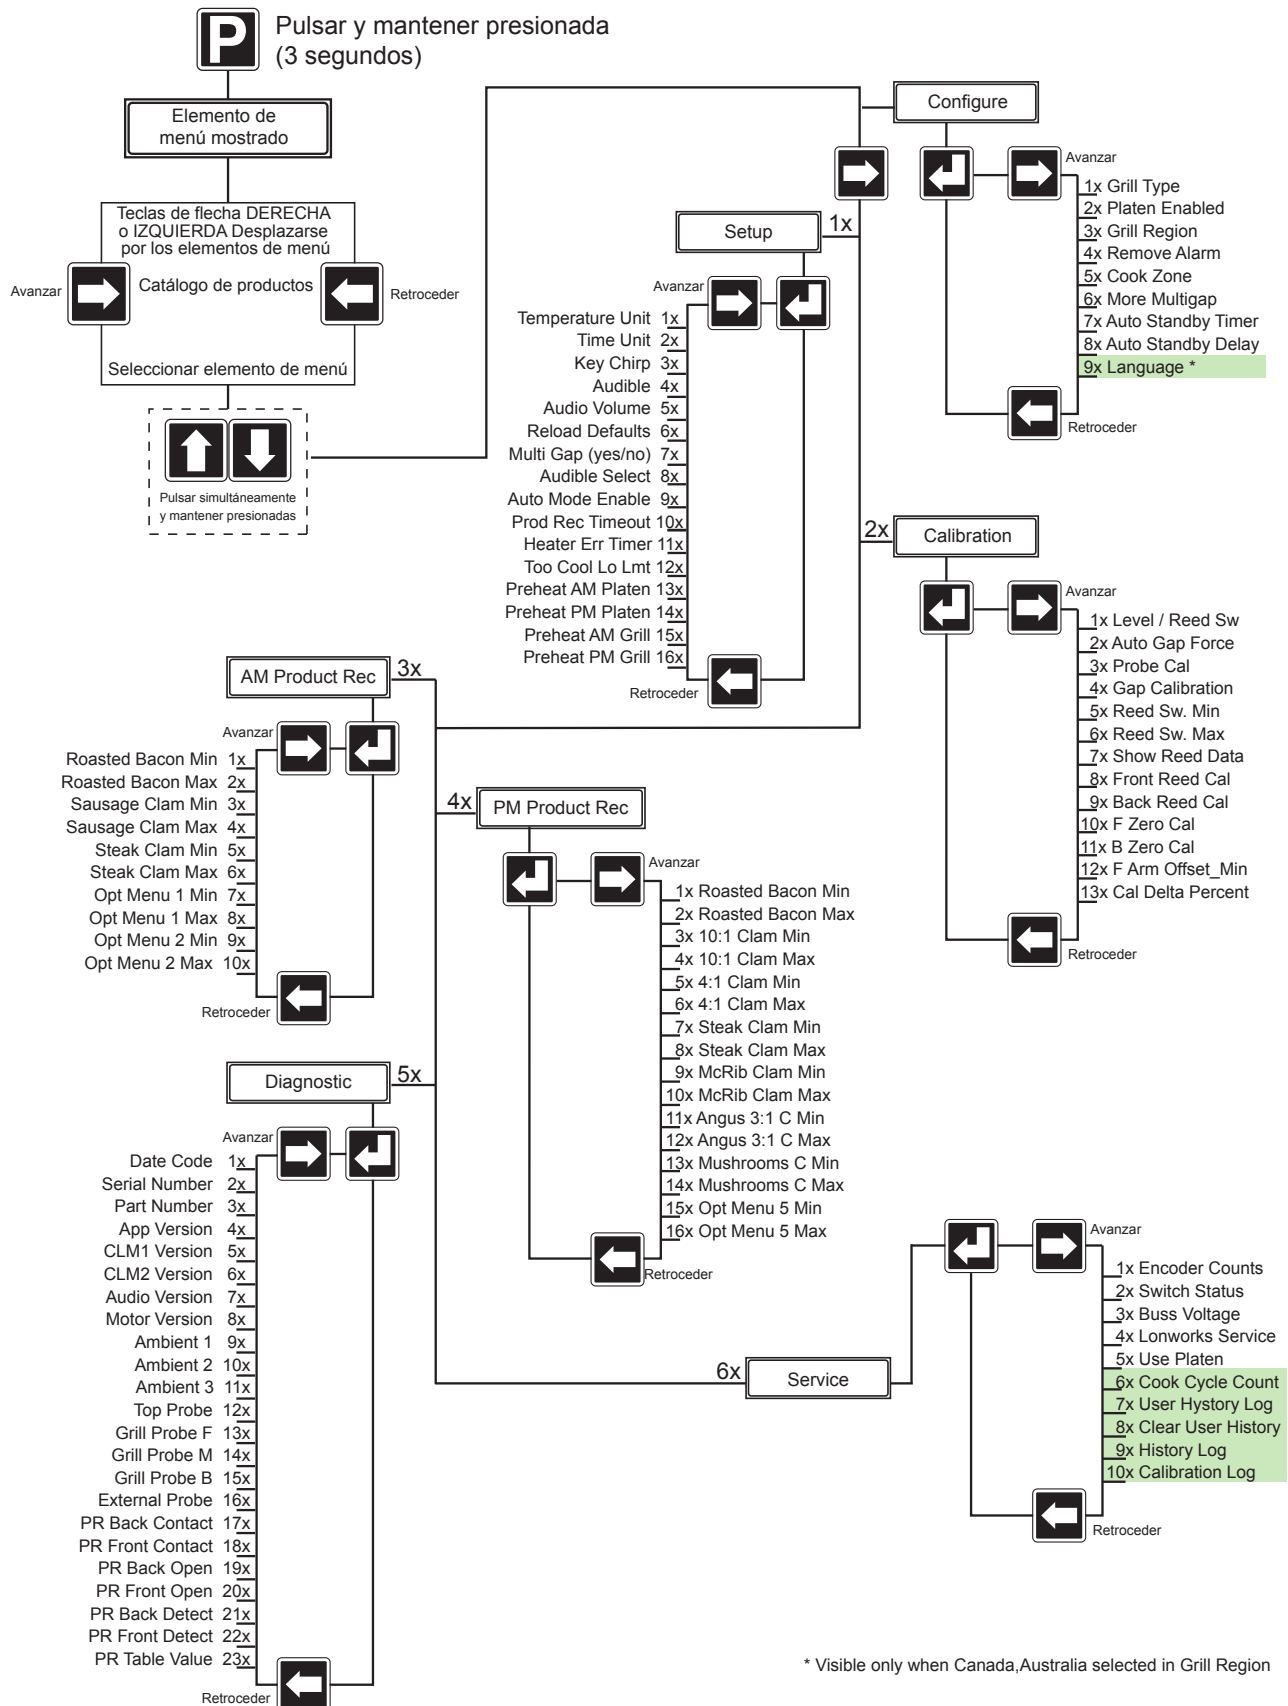 P
Pulsar y mantener presionada
(3 segundos)
Elemento de
menú mostrado
Teclas de flecha DERECHA
o IZQUIERDA Desplazarse
por los elementos de menú
Avanzar
Catálogo de productos
Retroceder
Seleccionar elemento de menú
Pulsar simultáneamente
y mantener presionadas
Configure
Avanzar
1x Grill Type
2x Platen Enabled
3x Grill Region
4x Remove Alarm
5x Cook Zone
6x More Multigap
7x Auto Standby Timer
8x Auto Standby Delay
9x Language *
Retroceder
Setup
1x
Avanzar
Temperature Unit 1x
Time Unit 2x
Key Chirp 3x
Audible 4x
Audio Volume 5x
Reload Defaults 6x
Multi Gap (yes/no) 7x
Audible Select 8x
Auto Mode Enable 9x
Prod Rec Timeout 10x
Heater Err Timer 11x
Too Cool Lo Lmt 12x
Preheat AM Platen 13x
Preheat PM Platen 14x
Preheat AM Grill 15x
Preheat PM Grill 16x
Retroceder
2x
Calibration
Avanzar
1x Level / Reed Sw
2x Auto Gap Force
3x Probe Cal
4x Gap Calibration
5x Reed Sw. Min
6x Reed Sw. Max
7x Show Reed Data
8x Front Reed Cal
9x Back Reed Cal
10x F Zero Cal
11x B Zero Cal
12x F Arm Offset_Min
13x Cal Delta Percent
Retroceder
AM Product Rec
3x
Avanzar
Roasted Bacon Min 1x
Roasted Bacon Max 2x
Sausage Clam Min 3x
Sausage Clam Max 4x
Steak Clam Min 5x
Steak Clam Max 6x
Opt Menu 1 Min 7x
Opt Menu 1 Max 8x
Opt Menu 2 Min 9x
Opt Menu 2 Max 10x
Retroceder
4x
PM Product Rec
Avanzar
1x Roasted Bacon Min
2x Roasted Bacon Max
3x 10:1 Clam Min
4x 10:1 Clam Max
5x 4:1 Clam Min
6x 4:1 Clam Max
7x Steak Clam Min
8x Steak Clam Max
9x McRib Clam Min
10x McRib Clam Max
11x Angus 3:1 C Min
12x Angus 3:1 C Max
13x Mushrooms C Min
14x Mushrooms C Max
15x Opt Menu 5 Min
16x Opt Menu 5 Max
Retroceder
Diagnostic
5x
Avanzar
Date Code 1x
Serial Number 2x
Part Number 3x
App Version 4x
CLM1 Version 5x
CLM2 Version 6x
Audio Version 7x
Motor Version 8x
Ambient 1 9x
Ambient 2 10x
Ambient 3 11x
Top Probe 12x
Grill Probe F 13x
Grill Probe M 14x
Grill Probe B 15x
External Probe 16x
PR Back Contact 17x
PR Front Contact 18x
PR Back Open 19x
PR Front Open 20x
PR Back Detect 21x
PR Front Detect 22x
PR Table Value 23x
Retroceder
6x
Service
Avanzar
1x Encoder Counts
2x Switch Status
3x Buss Voltage
4x Lonworks Service
5x Use Platen
6x Cook Cycle Count
7x User Hystory Log
8x Clear User History
9x History Log
10x Calibration Log
Retroceder
* Visible only when Canada,Australia selected in Grill Region